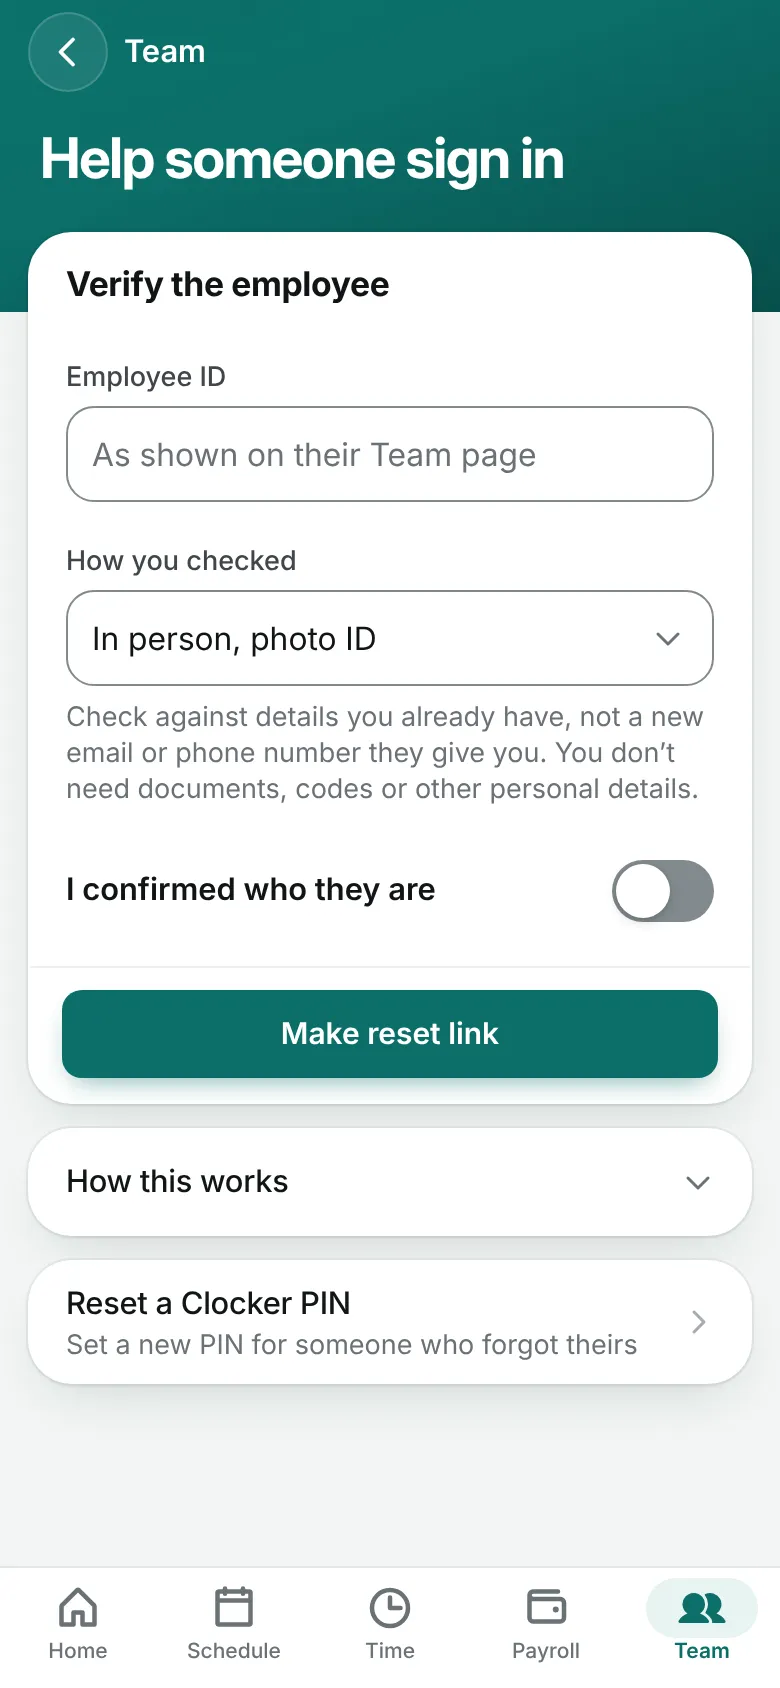 Team
Help someone sign in
Verify the employee
Employee ID
As shown on their Team page
How you checked
In person, photo ID
Check against details you already have, not a new
email or phone number they give you. You don’t
need documents, codes or other personal details.
I confirmed who they are
Make reset link
How this works
Reset a Clocker PIN
Set a new PIN for someone who forgot theirs
Home
Schedule
Time
Payroll
Team